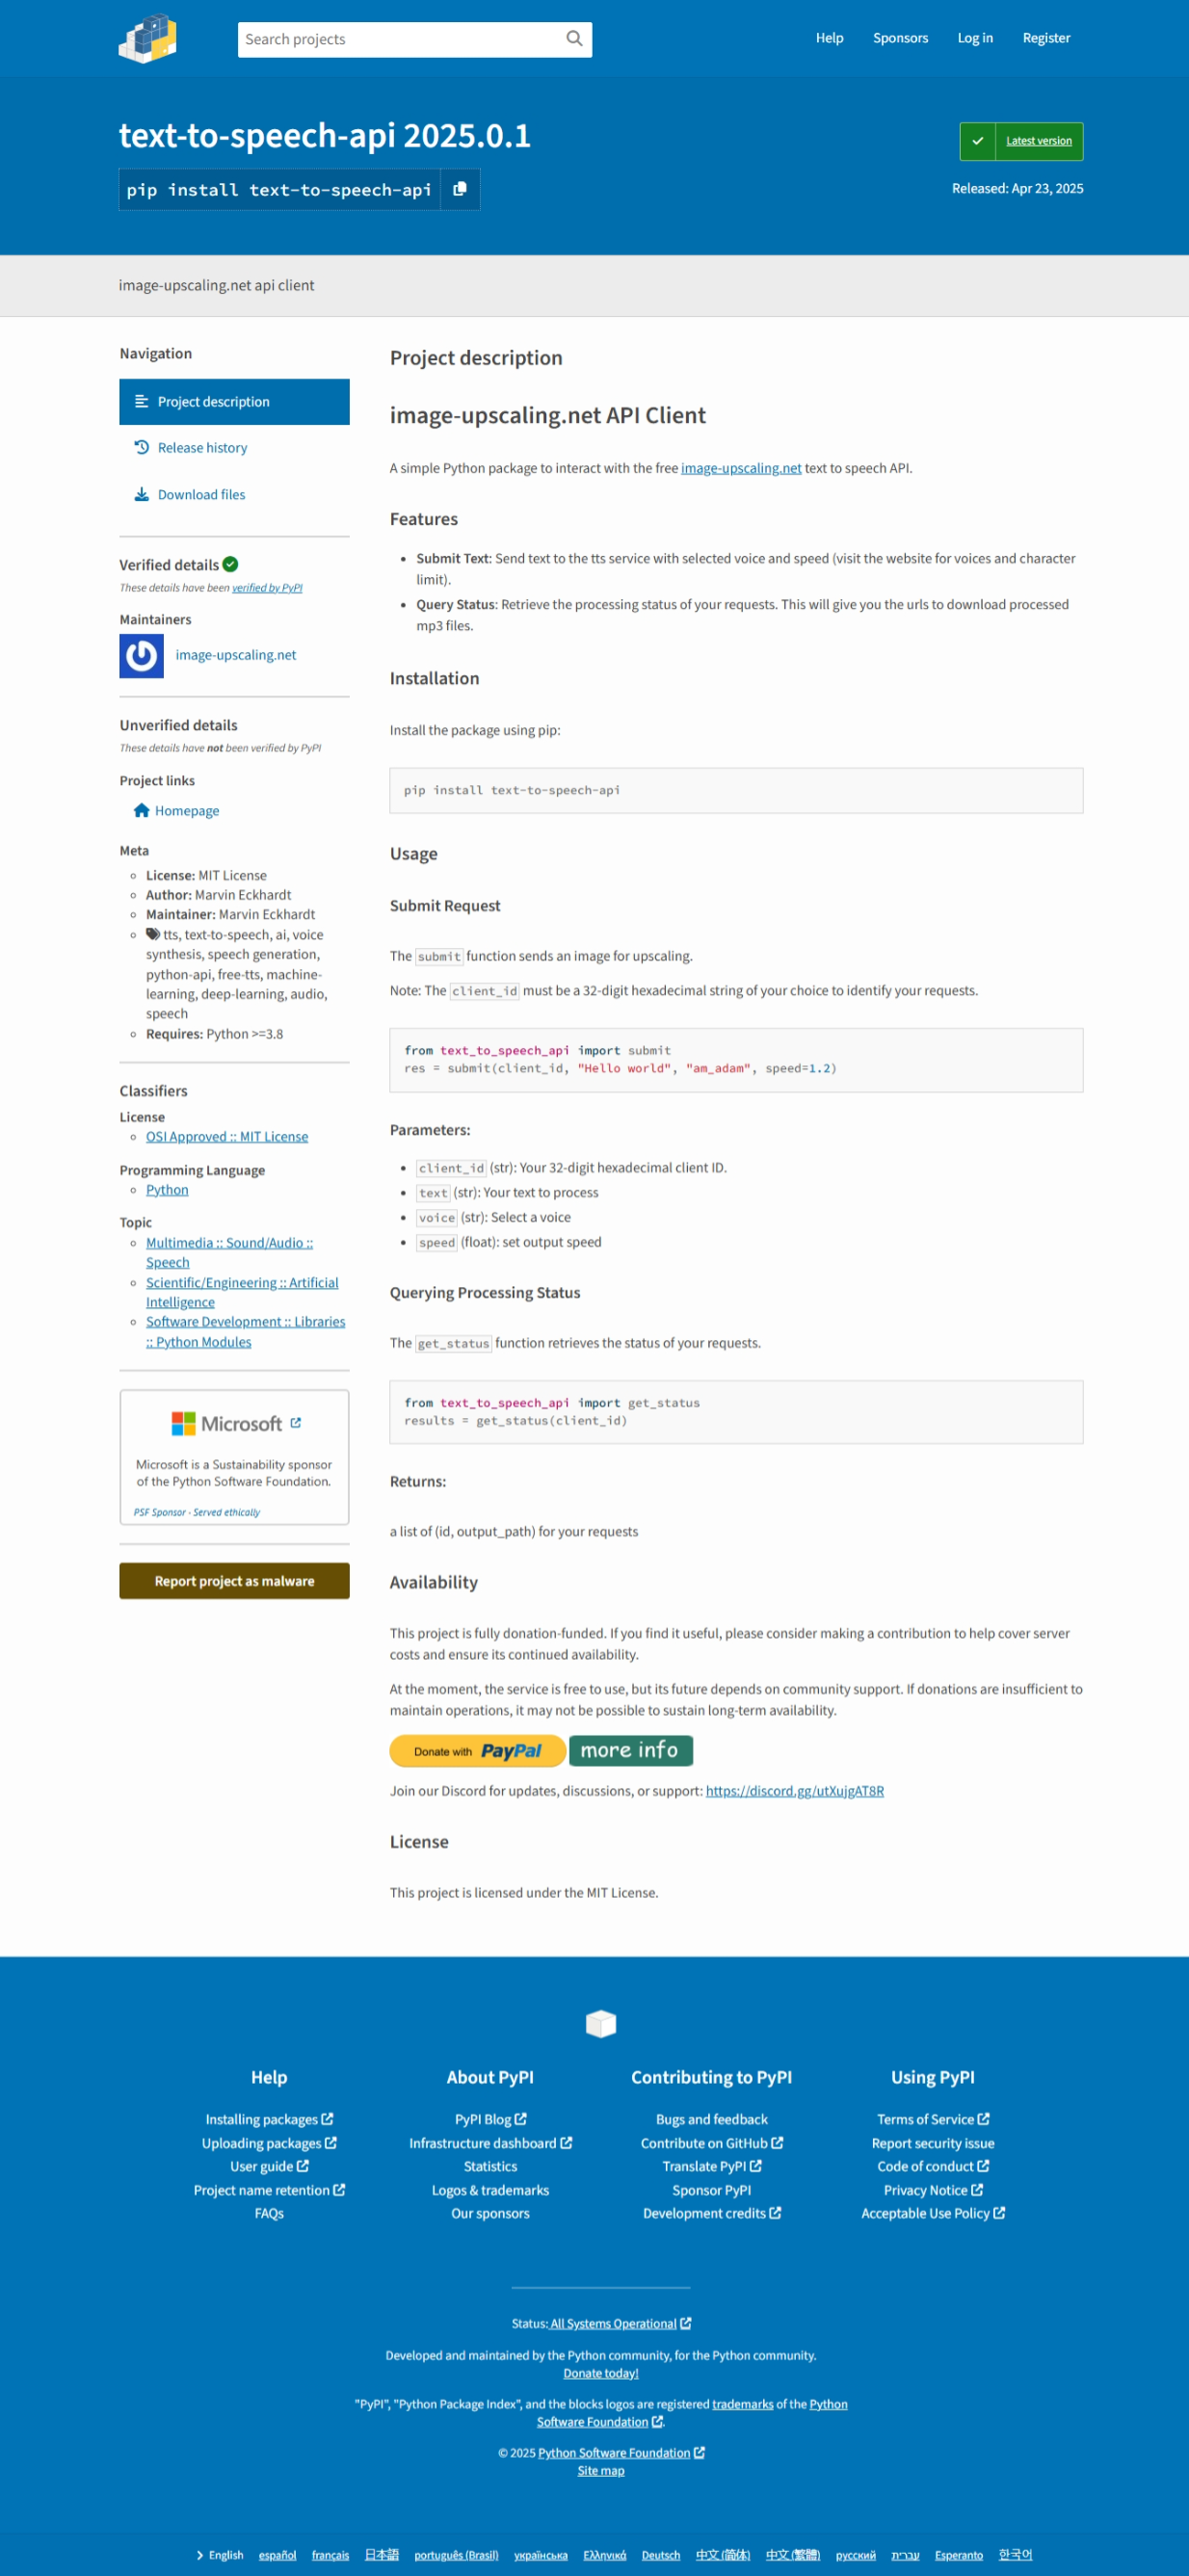 Search projects
Help
Sponsors
Log in
Register
text-to-speech-api 2025.0.1
pip install text-to-speech-api
Latest version
Released: Apr 23, 2025
image-upscaling.net api client
Navigation
Project description
Release history
Download files
Verified details
These details have been verified by PyPI
Maintainers
image-upscaling.net
Unverified details
These details have not been verified by PyPI
Project links
Homepage
Meta
License: MIT License
Author: Marvin Eckhardt
Maintainer: Marvin Eckhardt
tts, text-to-speech, ai, voice
synthesis, speech generation,
python-api, free-tts, machine-
learning, deep-learning, audio,
speech
Requires: Python >=3.8
Classifiers
License
OSI Approved :: MIT License
Programming Language
Python
Topic
Multimedia :: Sound/Audio ::
Speech
Scientific/Engineering :: Artificial
Intelligence
Software Development :: Libraries
:: Python Modules
Microsoft
Microsoft is a Sustainability sponsor
of the Python Software Foundation.
PSF Sponsor · Served ethically
Report project as malware
Project description
image-upscaling.net API Client
A simple Python package to interact with the free image-upscaling.net text to speech API.
Features
Submit Text: Send text to the tts service with selected voice and speed (visit the website for voices and character
limit).
Query Status: Retrieve the processing status of your requests. This will give you the urls to download processed
mp3 files.
Installation
Install the package using pip:
pip install text-to-speech-api
Usage
Submit Request
The submit function sends an image for upscaling.
Note: The client_id must be a 32-digit hexadecimal string of your choice to identify your requests.
from text_to_speech_api import submit
res = submit(client_id, "Hello world", "am_adam", speed=1.2)
Parameters:
client_id (str): Your 32-digit hexadecimal client ID.
text (str): Your text to process
voice (str): Select a voice
speed (float): set output speed
Querying Processing Status
The get_status function retrieves the status of your requests.
from text_to_speech_api import get_status
results = get_status(client_id)
Returns:
a list of (id, output_path) for your requests
Availability
This project is fully donation-funded. If you find it useful, please consider making a contribution to help cover server
costs and ensure its continued availability.
At the moment, the service is free to use, but its future depends on community support. If donations are insufficient to
maintain operations, it may not be possible to sustain long-term availability.
Donate with PayPal more info
Join our Discord for updates, discussions, or support: https://discord.gg/utXujgAT8R
License
This project is licensed under the MIT License.
Help
Installing packages
Uploading packages
User guide
Project name retention
FAQs
About PyPI
PyPI Blog
Infrastructure dashboard
Statistics
Logos & trademarks
Our sponsors
Contributing to PyPI
Bugs and feedback
Contribute on GitHub
Translate PyPI
Sponsor PyPI
Development credits
Using PyPI
Terms of Service
Report security issue
Code of conduct
Privacy Notice
Acceptable Use Policy
Status: All Systems Operational
Developed and maintained by the Python community, for the Python community.
Donate today!
"PyPI", "Python Package Index", and the blocks logos are registered trademarks of the Python
Software Foundation.
© 2025 Python Software Foundation
Site map
English español français 日本語 português (Brasil) українська Ελληνικά Deutsch 中文 (简体) 中文 (繁體) русский עברית Esperanto 한국어